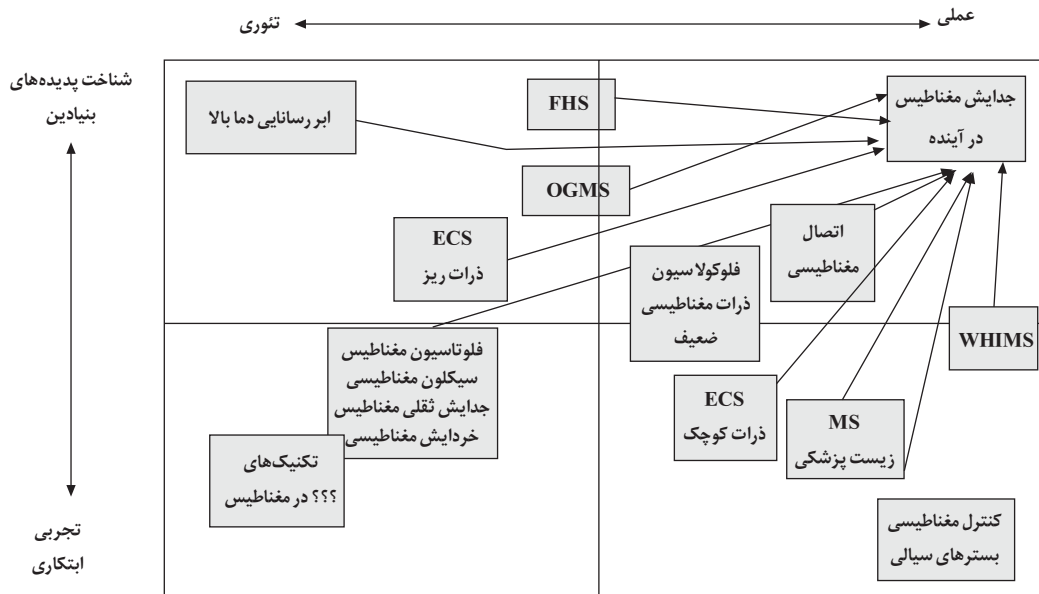 عملی
تئوری
شناخت پدیده‌های
بنیادین
جدایش مغناطیس
در آینده
FHS
ابر رسانایی دما بالا
OGMS
اتصال
مغناطیسی
ECS
ذرات ریز
فلوکولاسیون
ذرات مغناطیسی
ضعیف
WHIMS
فلوتاسیون مغناطیس
سیکلون مغناطیسی
جدایش ثقلی مغناطیس
خردایش مغناطیسی
ECS
ذرات کوچک
MS
زیست پزشکی
تکنیک‌های
؟؟؟ در مغناطیس
کنترل مغناطیسی
بسترهای سیالی
تجربی
ابتکاری